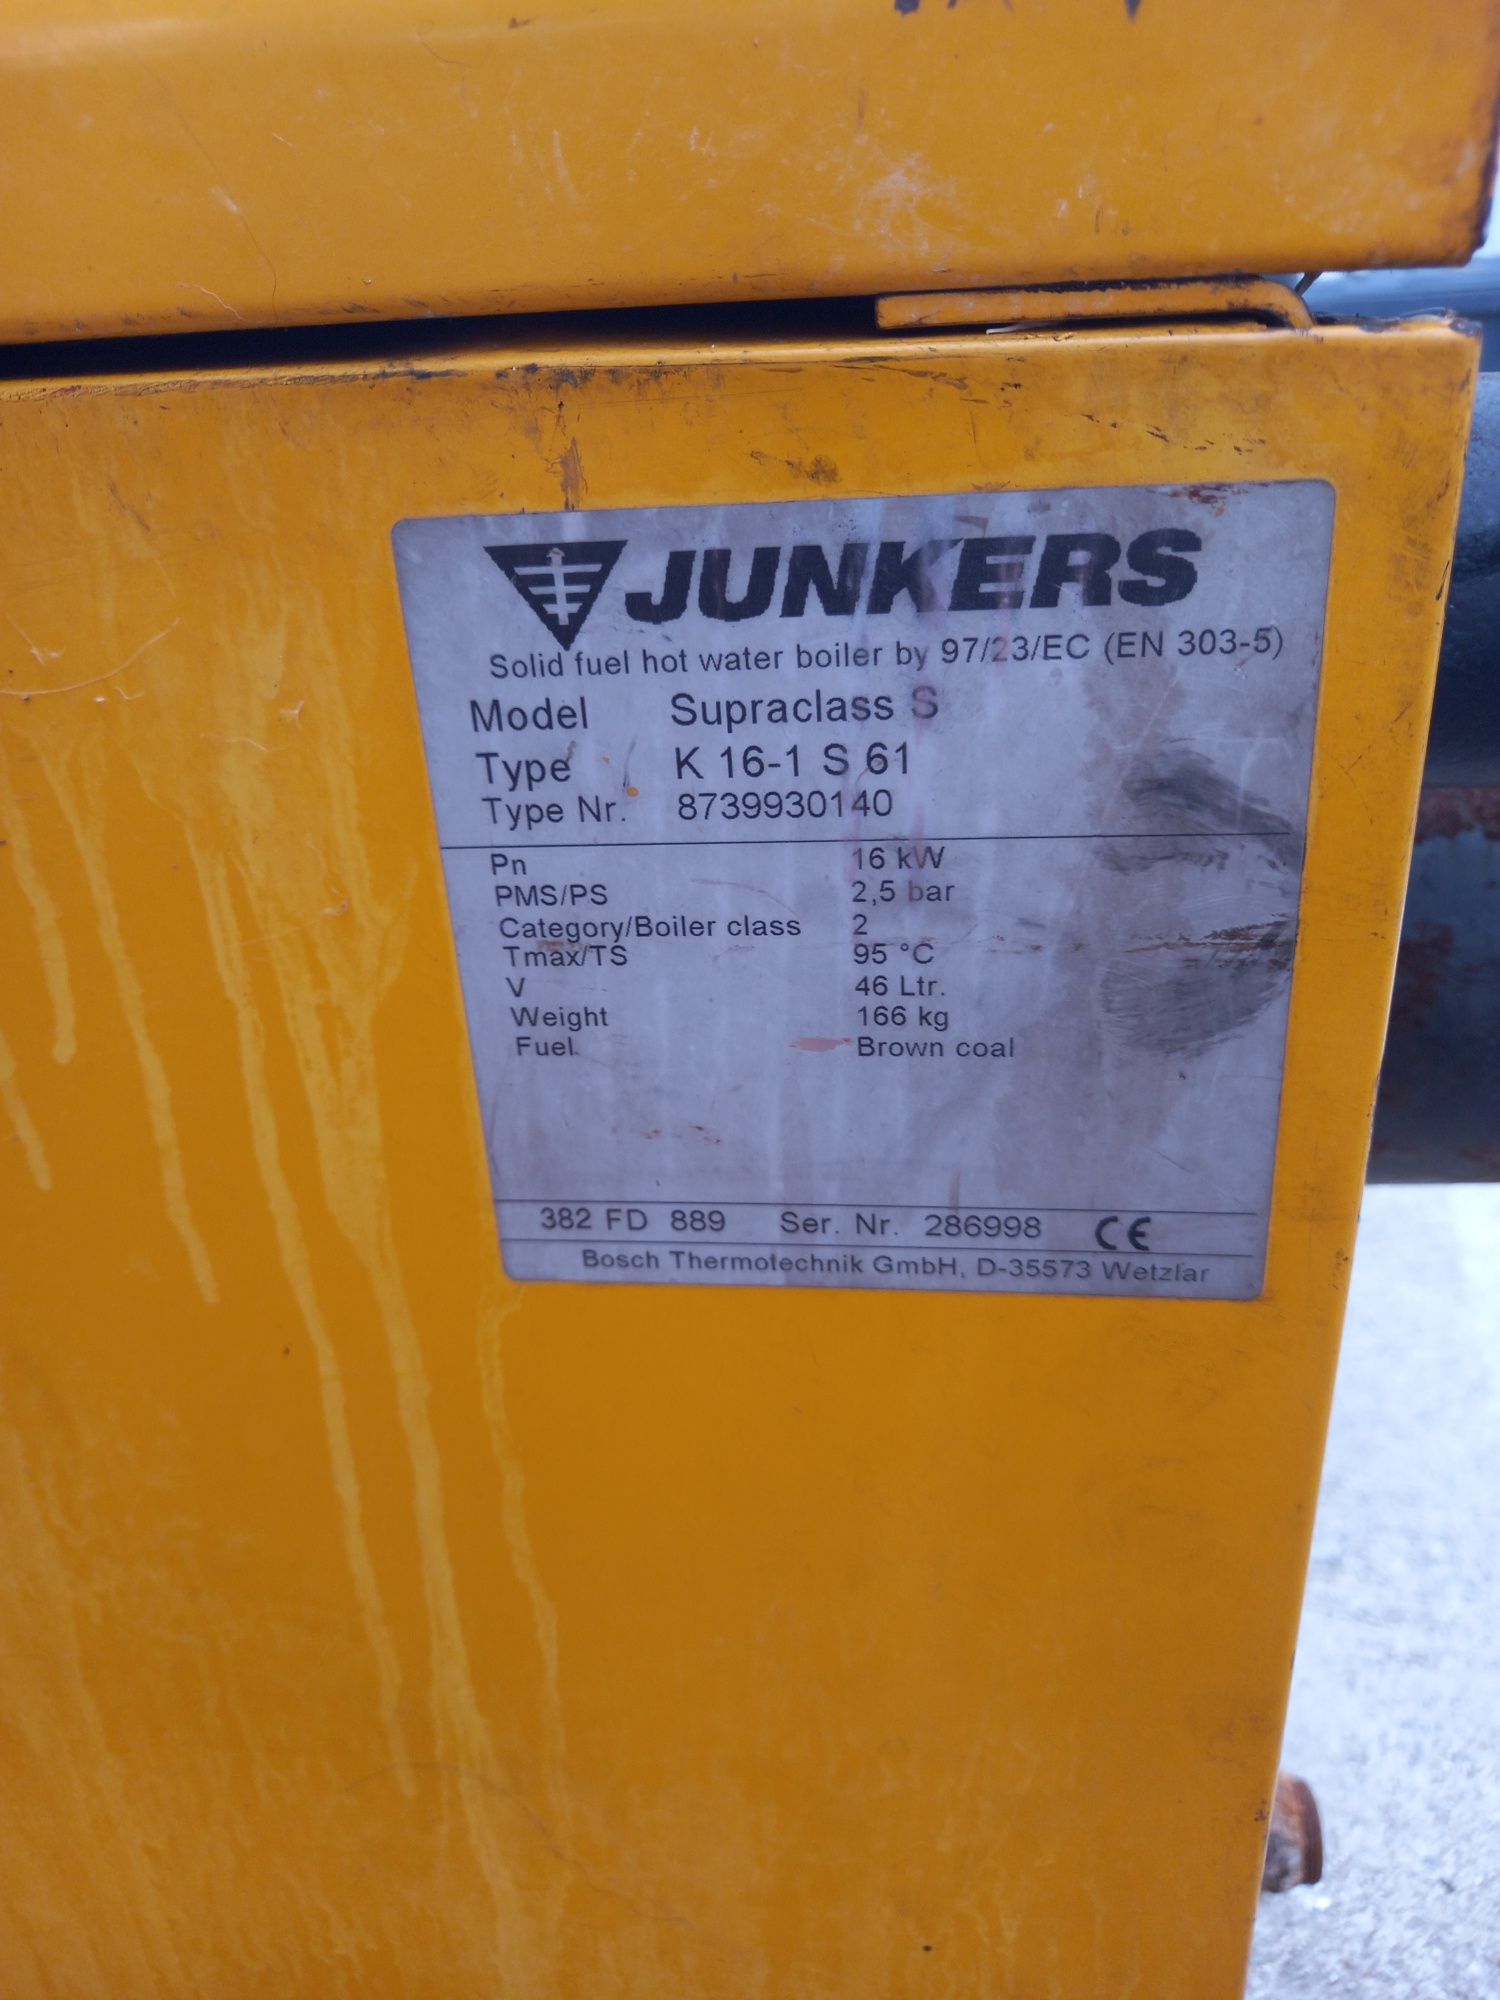 JUNKERS
Solid fuel hot water boiler by 97/23/EC (EN 303-5)
Model Supraclass S
Type K 16-1 S 61
Type Nr. 8739930140
Pn 16 kW
PMS/PS 2,5 bar
Category/Boiler class 2
Tmax/TS 95 °C
V 46 Ltr.
Weight 166 kg
Fuel Brown coal
382 FD 889 Ser. Nr. 286998 CE
Bosch Thermotechnik GmbH, D-35573 Wetzlar